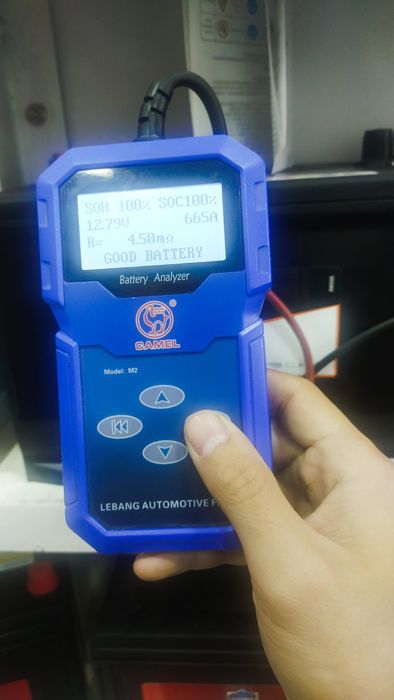 SOH 100% SOC100%
12.79V 665A
R= 4.50mΩ
GOOD BATTERY
Battery Analyzer
®
CAMEL
Model: M2
LEBANG AUTOMOTIVE